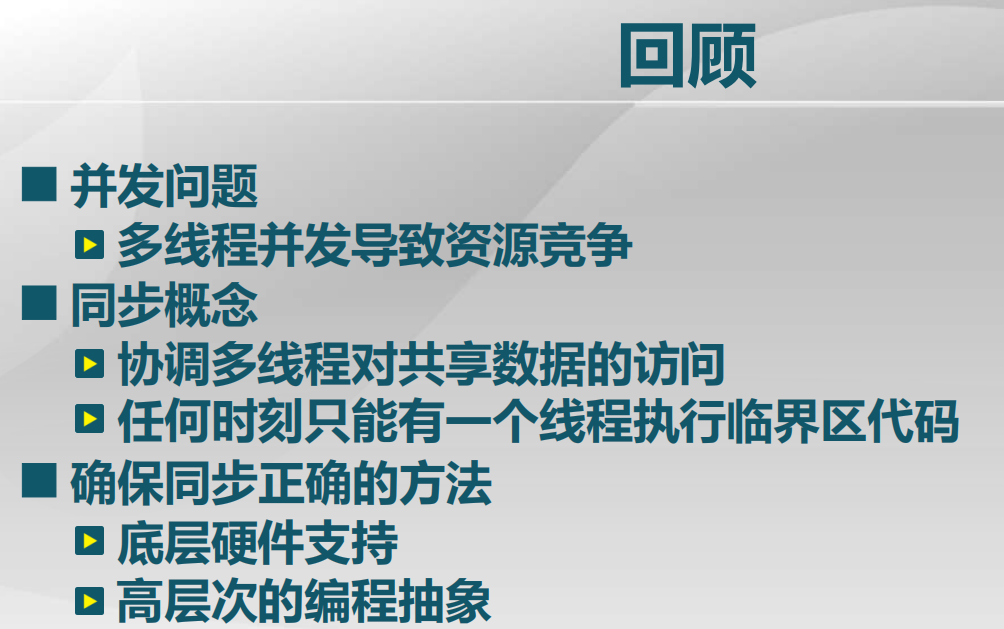 回顾
并发问题
多线程并发导致资源竞争
同步概念
协调多线程对共享数据的访问
任何时刻只能有一个线程执行临界区代码
确保同步正确的方法
底层硬件支持
高层次的编程抽象